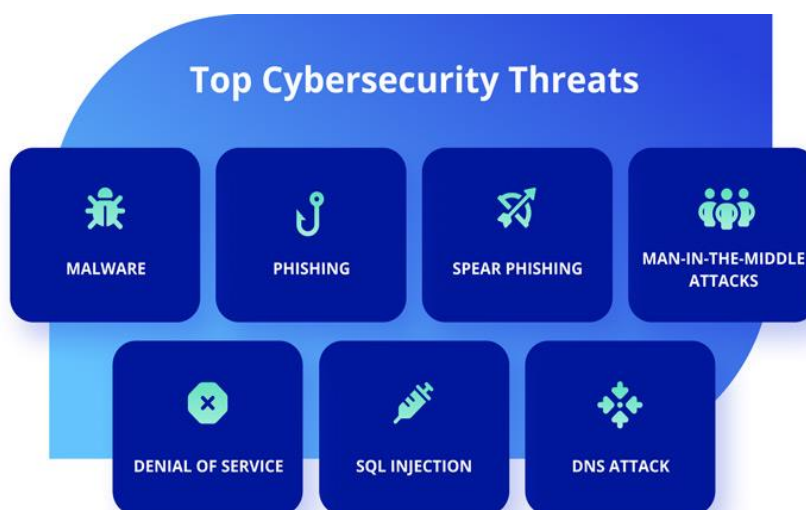 Top Cybersecurity Threats
MALWARE
PHISHING
SPEAR PHISHING
MAN-IN-THE-MIDDLE
ATTACKS
DENIAL OF SERVICE
SQL INJECTION
DNS ATTACK